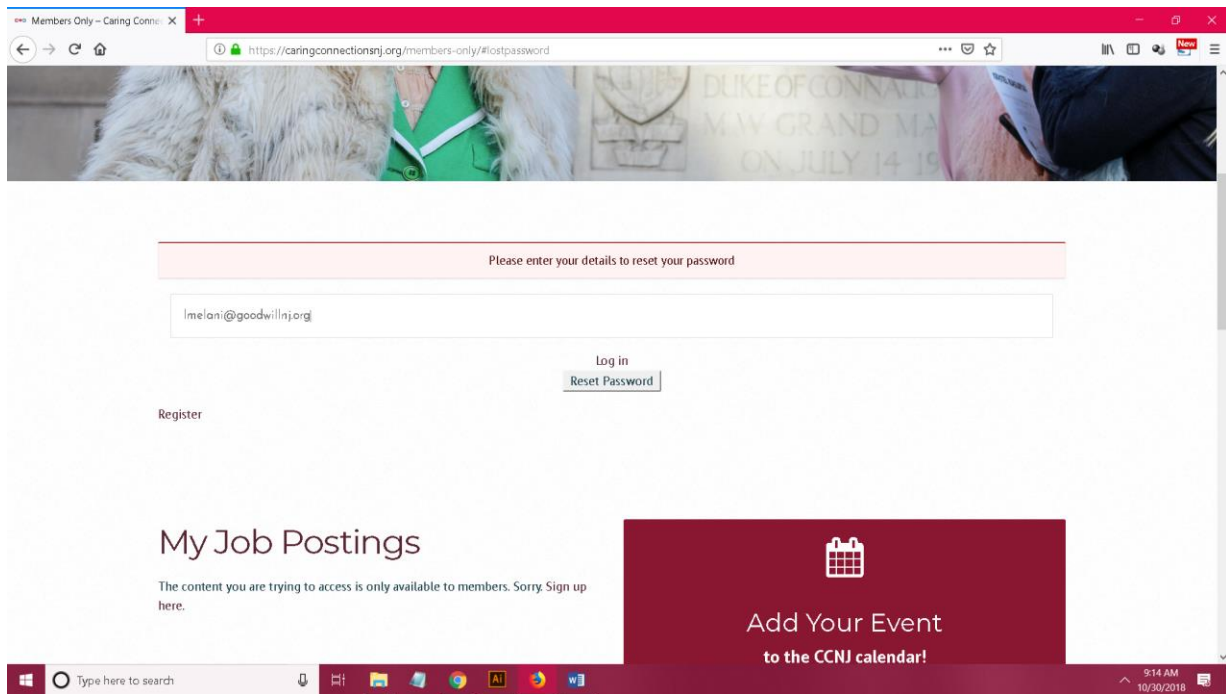 Members Only – Caring Conne
https://caringconnectionsnj.org/members-only/#lostpassword
New
DUKE OF CONNAU
M.W GRAND MA
ON JULY 14 19
Please enter your details to reset your password
lmelani@goodwillnj.org
Log in
Reset Password
Register
My Job Postings
The content you are trying to access is only available to members. Sorry. Sign up
here.
Add Your Event
to the CCNJ calendar!
Type here to search
Ai
W
9:14 AM
10/30/2018